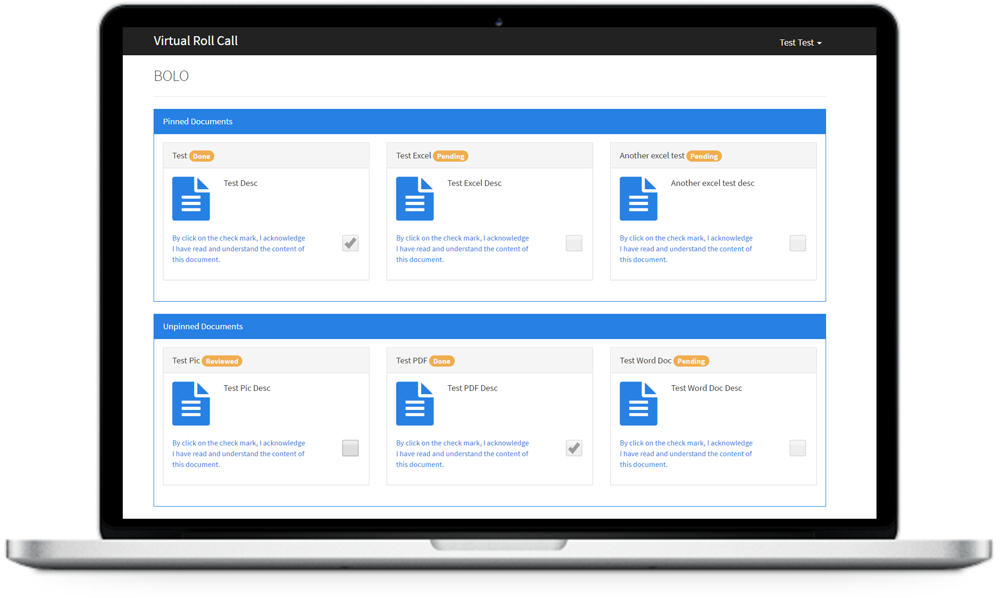 Virtual Roll Call
Test Test
BOLO
Pinned Documents
Test Done
Test Desc
By click on the check mark, I acknowledge
I have read and understand the content of
this document.
Test Excel Pending
Test Excel Desc
By click on the check mark, I acknowledge
I have read and understand the content of
this document.
Another excel test Pending
Another excel test desc
By click on the check mark, I acknowledge
I have read and understand the content of
this document.
Unpinned Documents
Test Pic Reviewed
Test Pic Desc
By click on the check mark, I acknowledge
I have read and understand the content of
this document.
Test PDF Done
Test PDF Desc
By click on the check mark, I acknowledge
I have read and understand the content of
this document.
Test Word Doc Pending
Test Word Doc Desc
By click on the check mark, I acknowledge
I have read and understand the content of
this document.